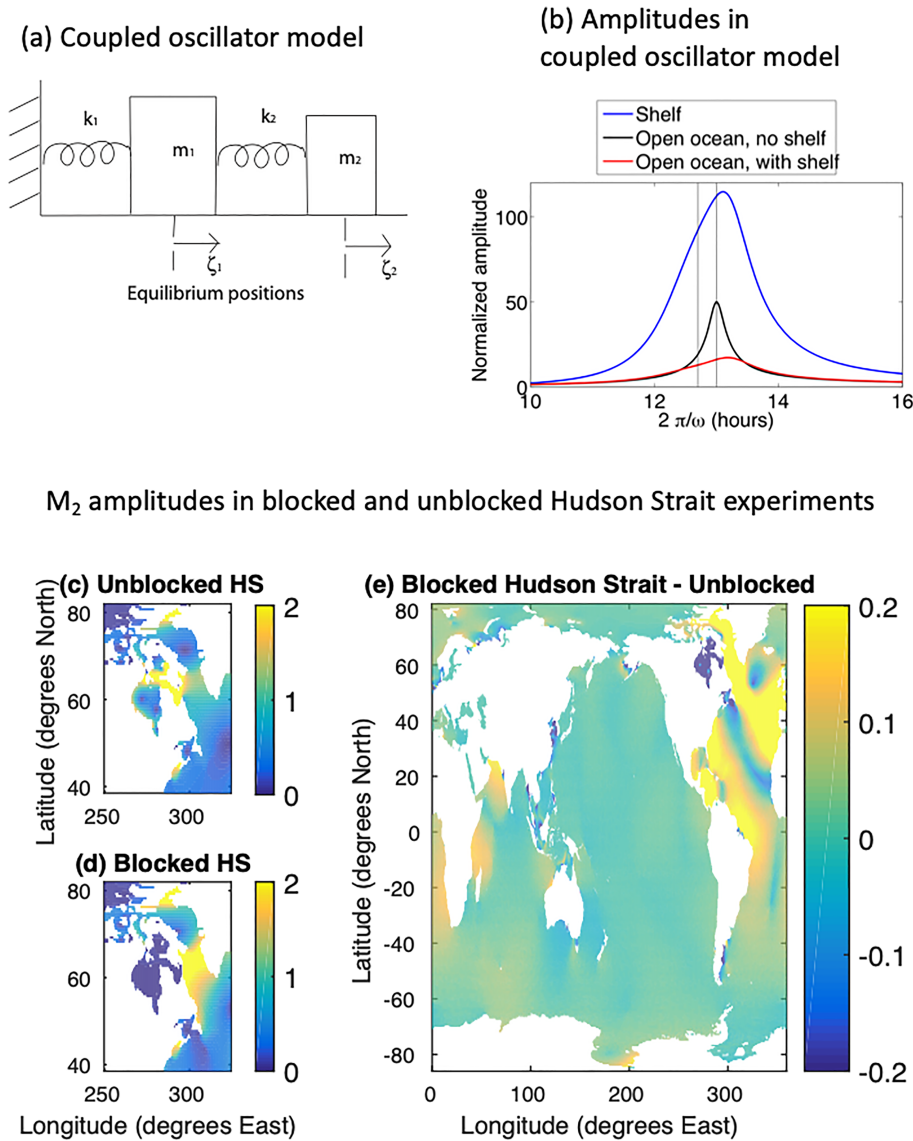 (a) Coupled oscillator model
k₁
m₁
k₂
m₂
ζ₁
ζ₂
Equilibrium positions
(b) Amplitudes in
coupled oscillator model
Shelf
Open ocean, no shelf
Open ocean, with shelf
Normalized amplitude
100
50
0
10
12
14
16
2 π/ω (hours)
M₂ amplitudes in blocked and unblocked Hudson Strait experiments
(c) Unblocked HS
Latitude (degrees North)
80
60
40
250
300
2
1
0
(d) Blocked HS
80
60
40
250
300
2
1
0
Longitude (degrees East)
(e) Blocked Hudson Strait - Unblocked
Latitude (degrees North)
80
60
40
20
0
-20
-40
-60
-80
0
100
200
300
Longitude (degrees East)
0.2
0.1
0
-0.1
-0.2